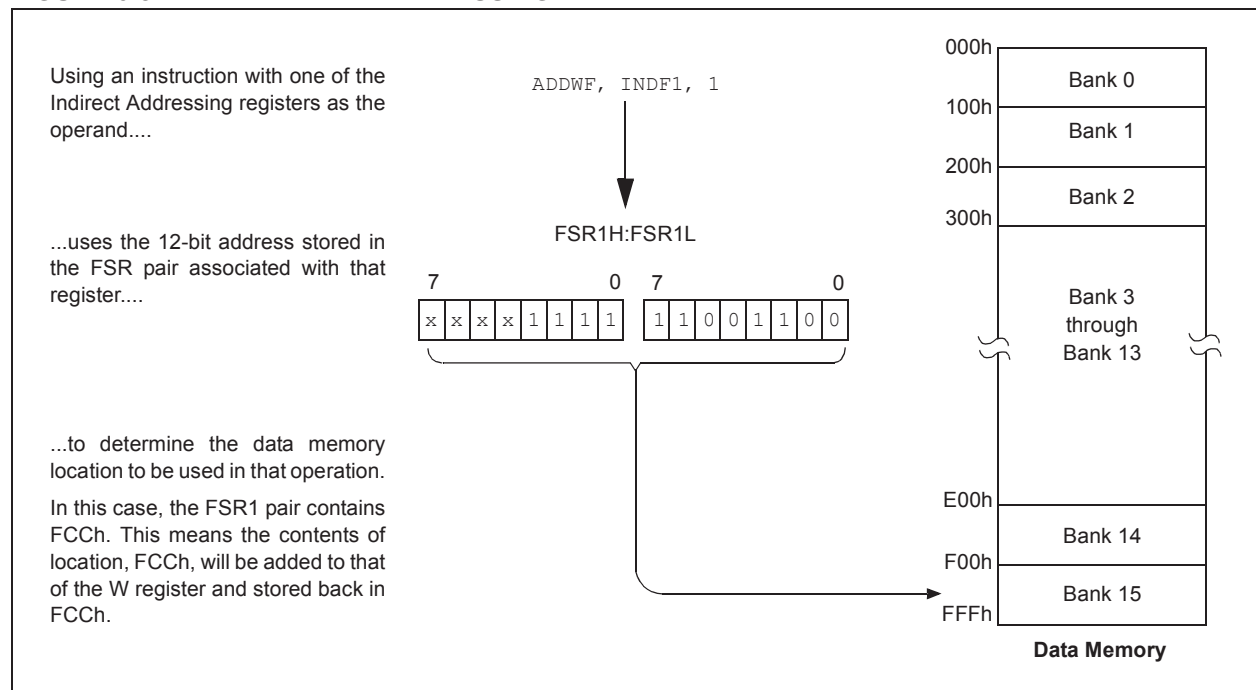 Using an instruction with one of the
Indirect Addressing registers as the
operand....
ADDWF, INDF1, 1
...uses the 12-bit address stored in
the FSR pair associated with that
register....
FSR1H:FSR1L
7 0 7 0
x x x x 1 1 1 1 1 1 0 0 1 1 0 0
...to determine the data memory
location to be used in that operation.
In this case, the FSR1 pair contains
FCCh. This means the contents of
location, FCCh, will be added to that
of the W register and stored back in
FCCh.
000h
Bank 0
100h
Bank 1
200h
Bank 2
300h
Bank 3
through
Bank 13
E00h
Bank 14
F00h
Bank 15
FFFh
Data Memory